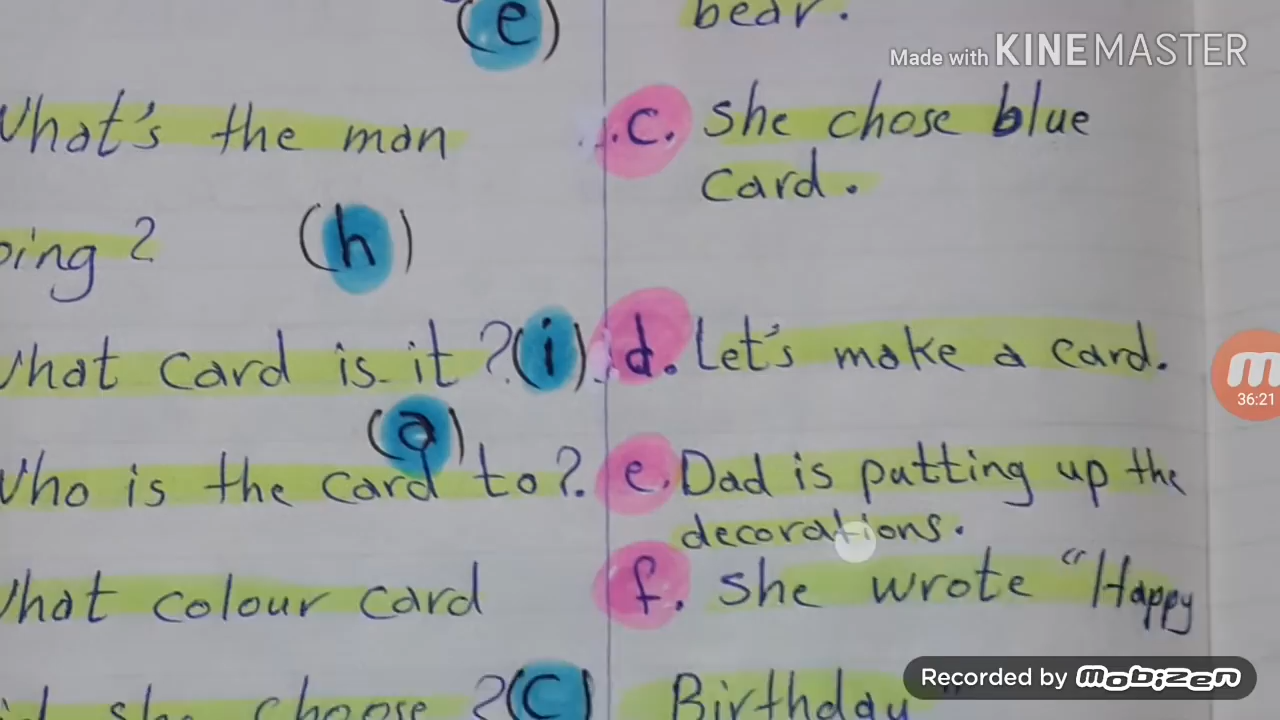 (e)
bear.
Made with KINEMASTER
What's the man
c. She chose blue
card.
oing?
(h)
What card is it? (i)
d. Let's make a card.
(a)
Who is the card to?
e. Dad is putting up the
decorations.
What colour card
f. She wrote "Happy
she choose? (C)
Birthday"
36:21
Recorded by mobizen